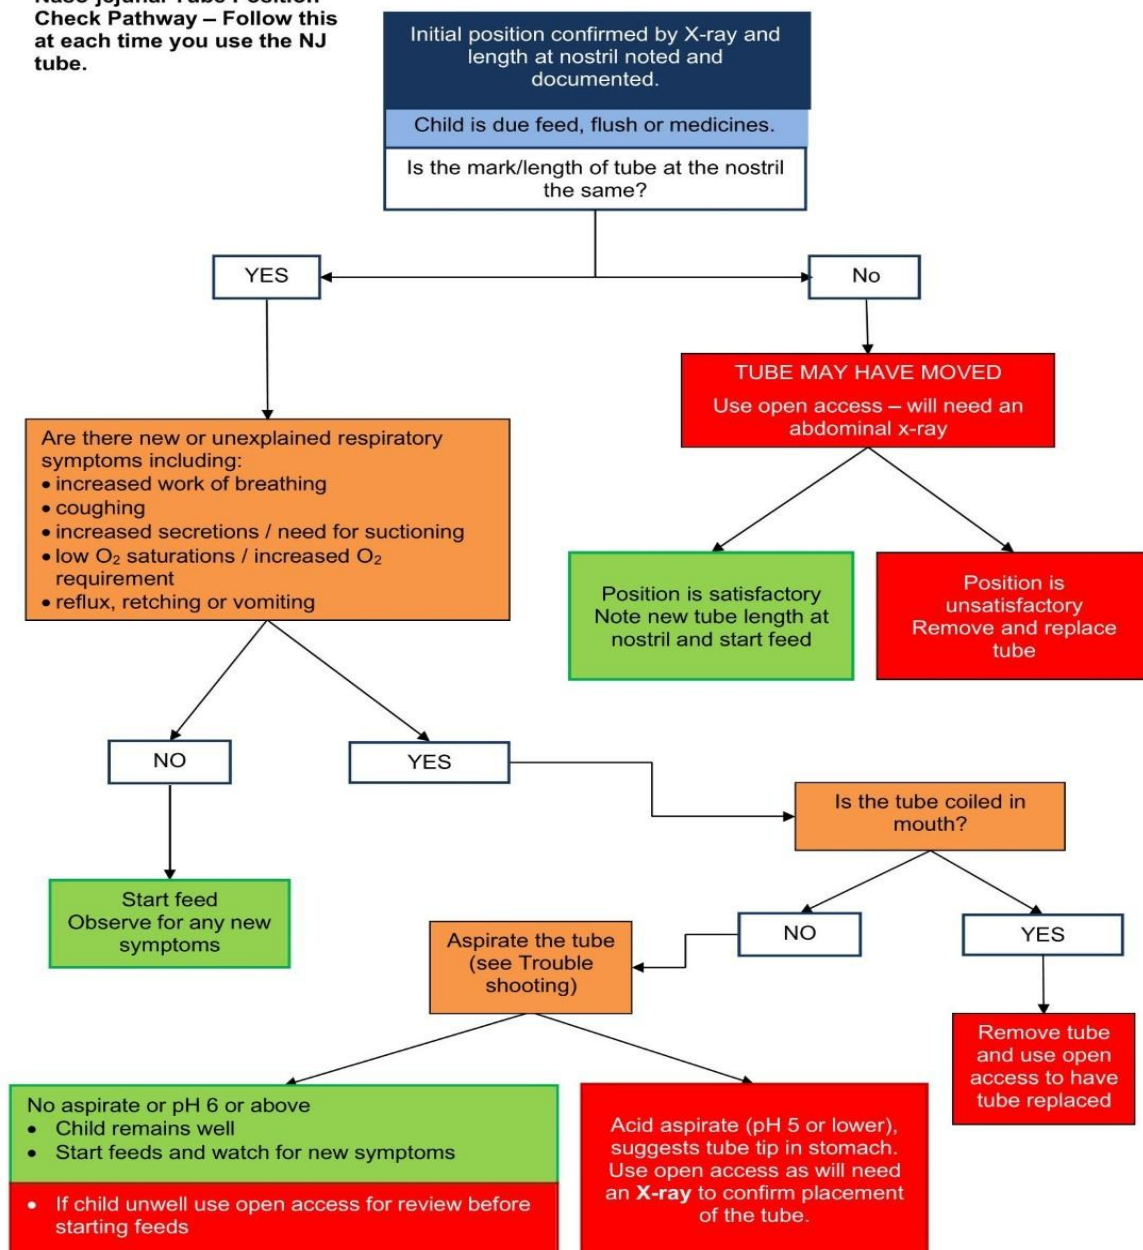 Naso-jejunal Tube Position
Check Pathway – Follow this
at each time you use the NJ
tube.
Initial position confirmed by X-ray and
length at nostril noted and
documented.
Child is due feed, flush or medicines.
Is the mark/length of tube at the nostril
the same?
YES
No
TUBE MAY HAVE MOVED
Use open access – will need an
abdominal x-ray
Are there new or unexplained respiratory
symptoms including:
• increased work of breathing
• coughing
• increased secretions / need for suctioning
• low O₂ saturations / increased O₂
requirement
• reflux, retching or vomiting
Position is satisfactory
Note new tube length at
nostril and start feed
Position is
unsatisfactory
Remove and replace
tube
NO
YES
Is the tube coiled in
mouth?
Start feed
Observe for any new
symptoms
NO
YES
Aspirate the tube
(see Trouble
shooting)
Remove tube
and use open
access to have
tube replaced
No aspirate or pH 6 or above
• Child remains well
• Start feeds and watch for new symptoms
• If child unwell use open access for review before
starting feeds
Acid aspirate (pH 5 or lower),
suggests tube tip in stomach.
Use open access as will need
an X-ray to confirm placement
of the tube.